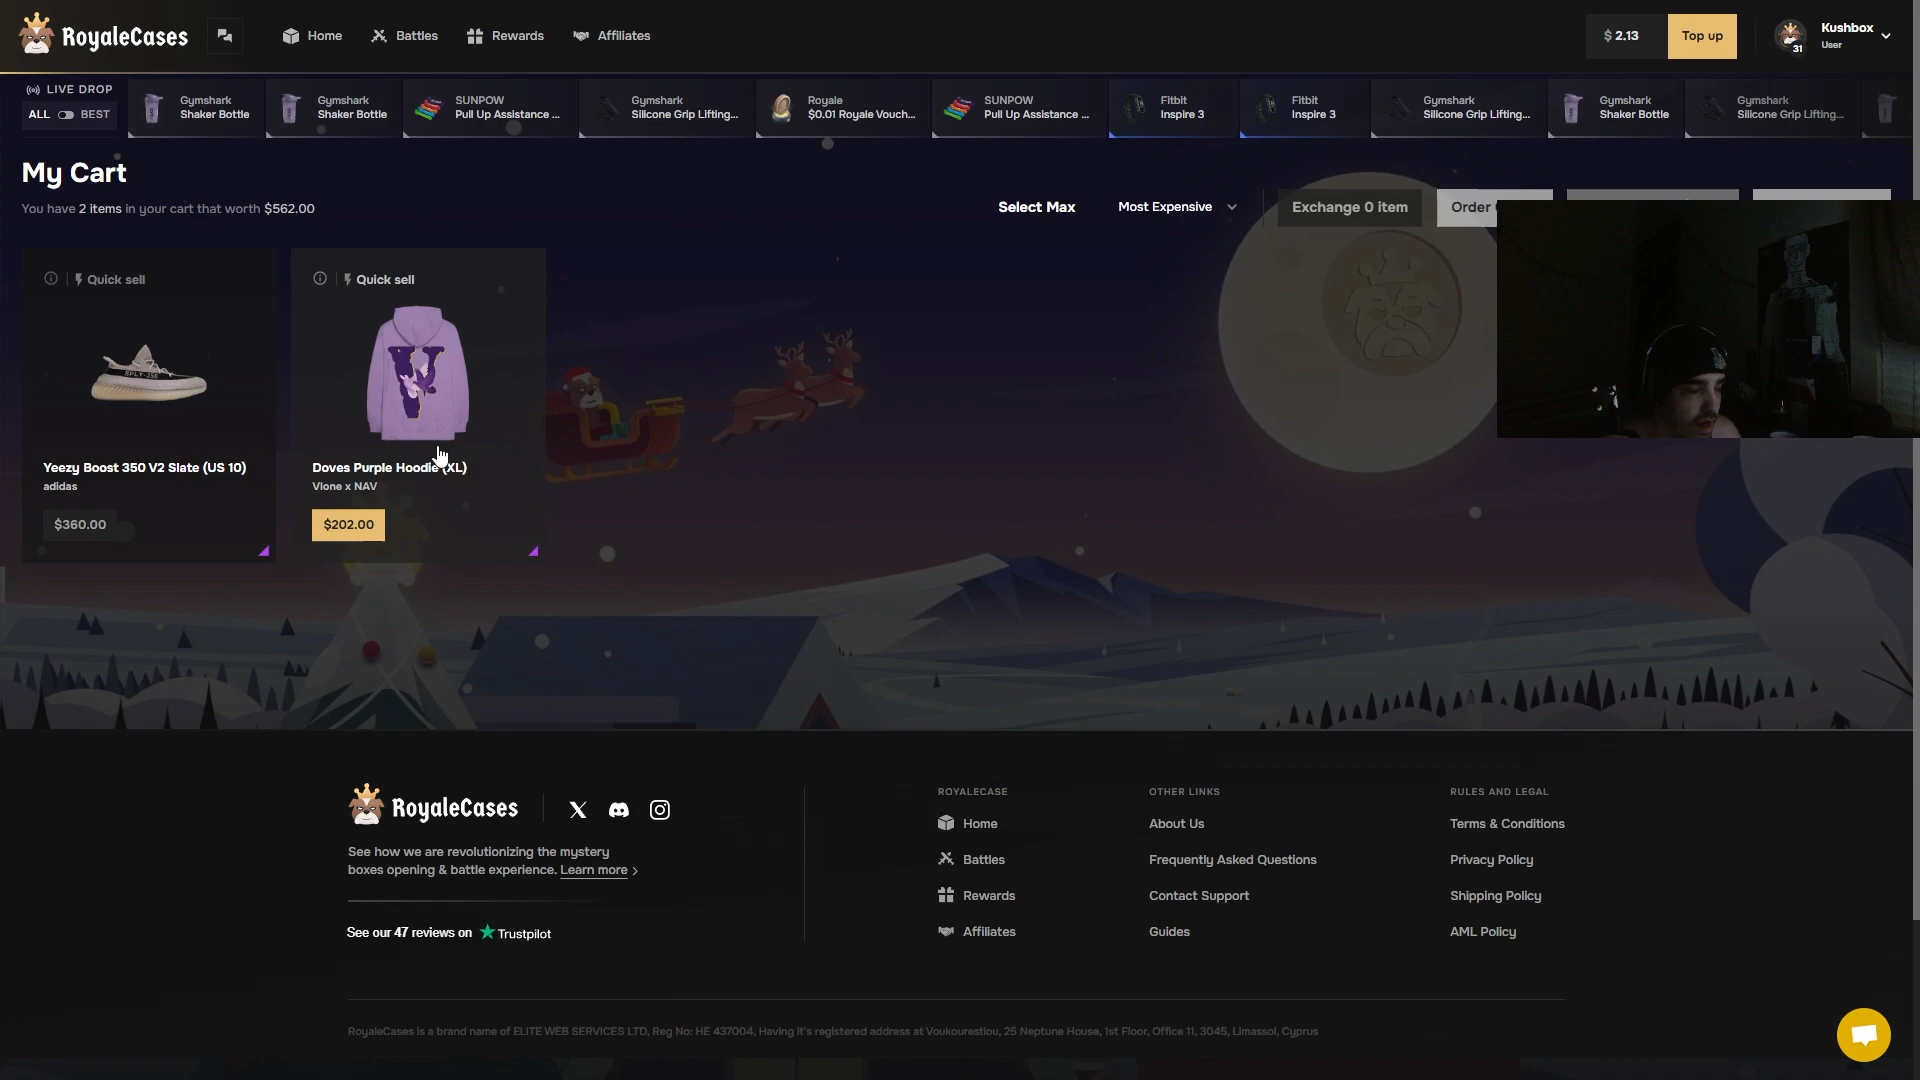 RoyaleCases
Home
Battles
Rewards
Affiliates
$ 2.13
Top up
31
Kushbox
User
LIVE DROP
ALL
BEST
Gymshark
Shaker Bottle
Gymshark
Shaker Bottle
SUNPOW
Pull Up Assistance ...
Gymshark
Silicone Grip Lifting...
Royale
$0.01 Royale Vouch...
SUNPOW
Pull Up Assistance ...
Fitbit
Inspire 3
Fitbit
Inspire 3
Gymshark
Silicone Grip Lifting...
Gymshark
Shaker Bottle
Gymshark
Silicone Grip Lifting...
My Cart
You have 2 items in your cart that worth $562.00
Select Max
Most Expensive
Exchange 0 item
Order
Quick sell
SPLY-350
Yeezy Boost 350 V2 Slate (US 10)
adidas
$360.00
Quick sell
V
Doves Purple Hoodie (XL)
Vlone x NAV
$202.00
RoyaleCases
See how we are revolutionizing the mystery
boxes opening & battle experience. Learn more >
See our 47 reviews on Trustpilot
ROYALECASE
Home
Battles
Rewards
Affiliates
OTHER LINKS
About Us
Frequently Asked Questions
Contact Support
Guides
RULES AND LEGAL
Terms & Conditions
Privacy Policy
Shipping Policy
AML Policy
RoyaleCases is a brand name of ELITE WEB SERVICES LTD, Reg No: HE 437004, Having it's registered address at Voukourestiou, 25 Neptune House, 1st Floor, Office 11, 3045, Limassol, Cyprus